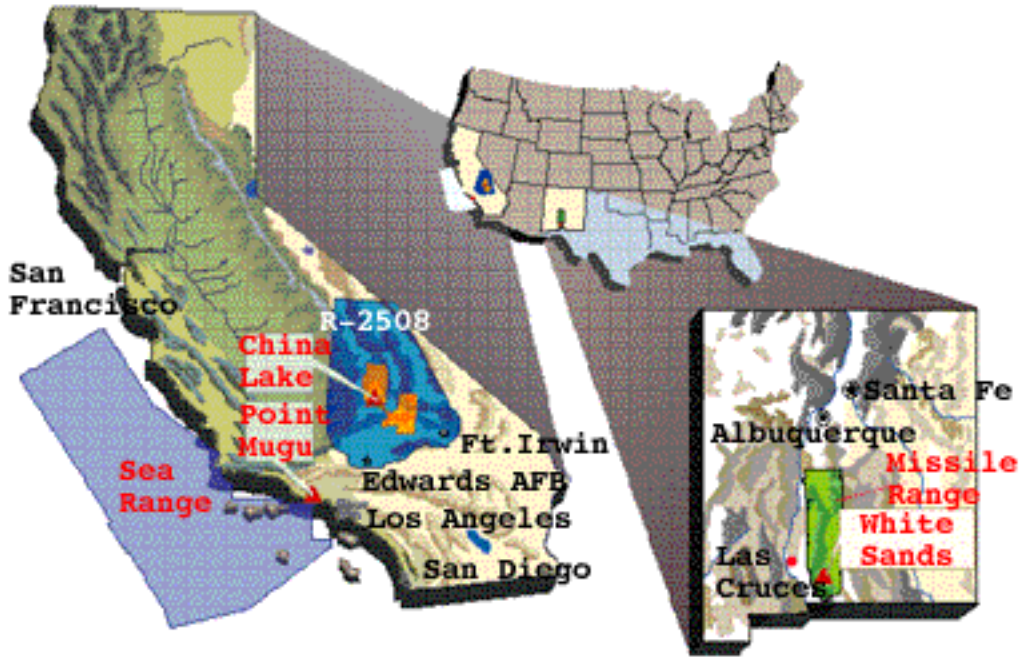 San
Francisco
R-2508
China
Lake
Point
Mugu
Sea
Range
Ft.Irwin
Edwards AFB
Los Angeles
San Diego
Santa Fe
Albuquerque
Missile
Range
White
Sands
Las
Cruces